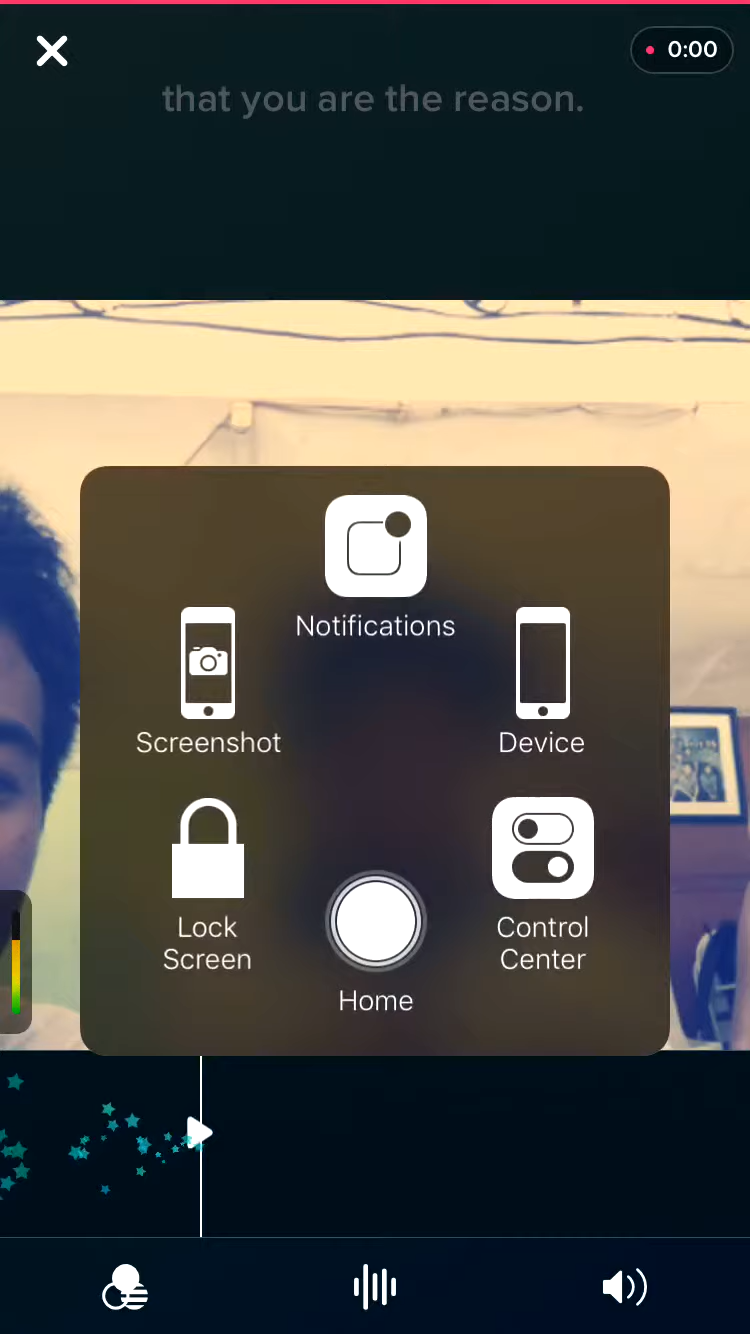 0:00
that you are the reason.
Notifications
Screenshot
Device
Lock
Screen
Control
Center
Home